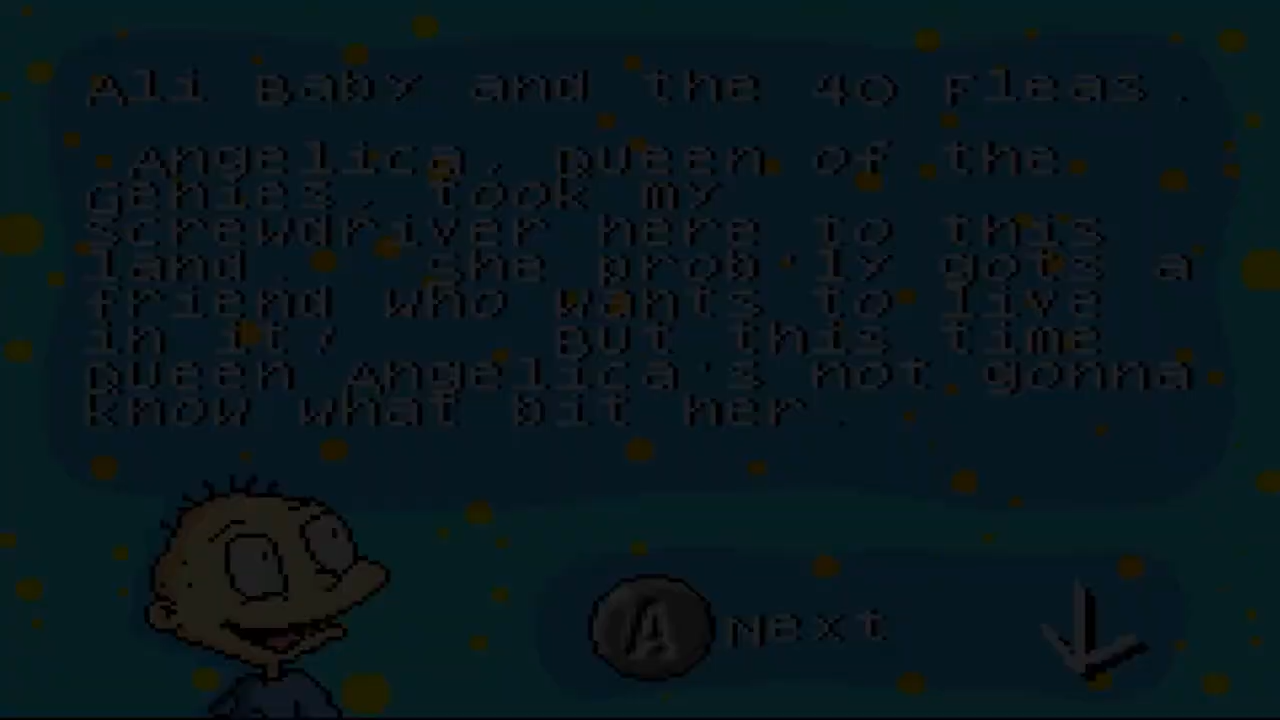 Ali Baby and the 40 Fleas.
Angelica, queen of the
genies, took my
screwdriver here to this
land. She prob'ly gots a
friend who wants to live
in it! But this time
queen Angelica's not gonna
know what bit her.
A Next